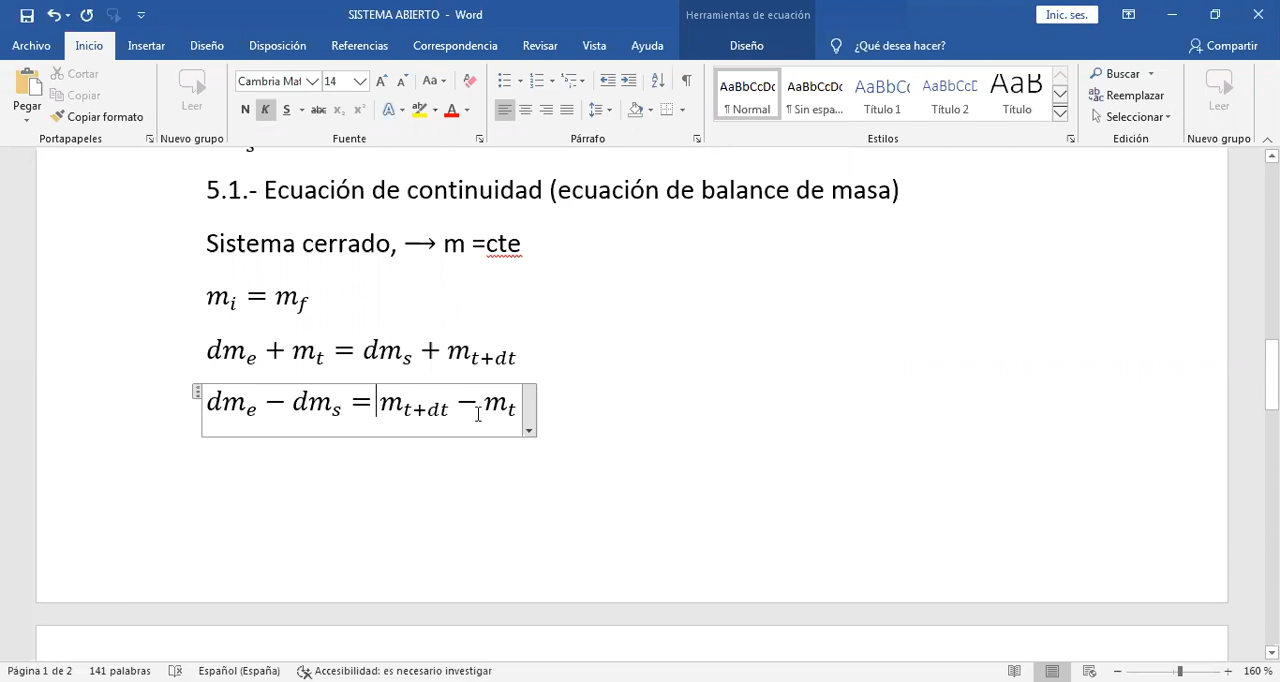 SISTEMA ABIERTO - Word
Herramientas de ecuación
Inic. ses.
Archivo Inicio Insertar Diseño Disposición Referencias Correspondencia Revisar Vista Ayuda Diseño ¿Qué desea hacer? Compartir
Pegar
Cortar
Copiar
Copiar formato
Portapapeles
Leer
Nuevo grupo
Cambria Mat 14
Aa
N K S abc x₂ x² A A
Fuente
Párrafo
AaBbCcDc ¶ Normal
AaBbCcDc ¶ Sin espa...
AaBbCc Título 1
AaBbCcD Título 2
AaB Título
Estilos
Buscar
Reemplazar
Seleccionar
Edición
Leer
Nuevo grupo
s
5.1.- Ecuación de continuidad (ecuación de balance de masa)
Sistema cerrado, ⟶ m =cte
m_i = m_f
dm_e + m_t = dm_s + m_{t+dt}
dm_e − dm_s = m_{t+dt} − m_t
Página 1 de 2 141 palabras Español (España) Accesibilidad: es necesario investigar 160 %